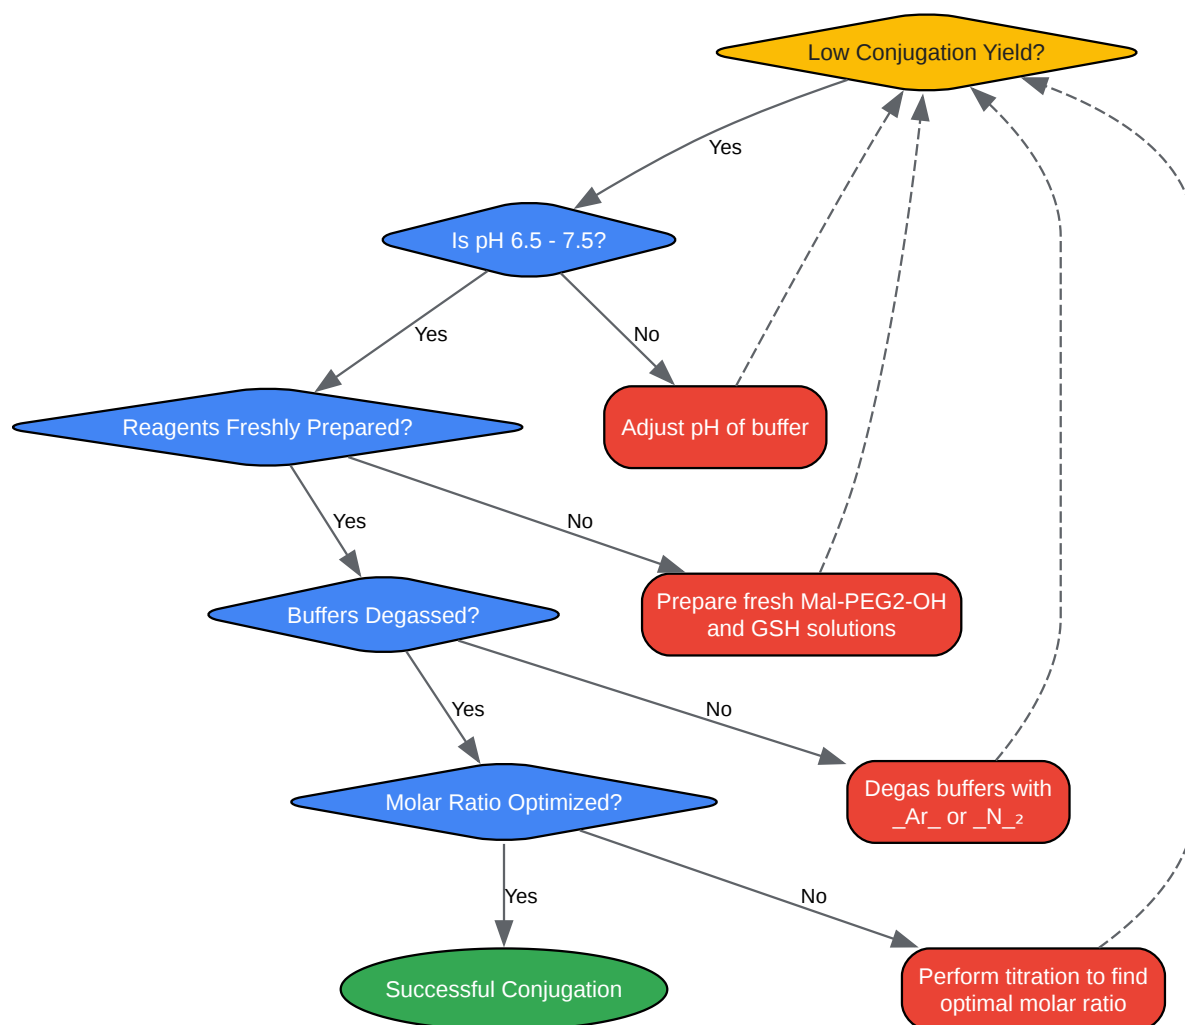 Low Conjugation Yield?
Yes
Is pH 6.5 - 7.5?
Yes
No
Reagents Freshly Prepared?
Adjust pH of buffer
Yes
No
Buffers Degassed?
Prepare fresh Mal-PEG2-OH
and GSH solutions
Yes
No
Molar Ratio Optimized?
Degas buffers with
_Ar_ or _N_₂
Yes
No
Successful Conjugation
Perform titration to find
optimal molar ratio